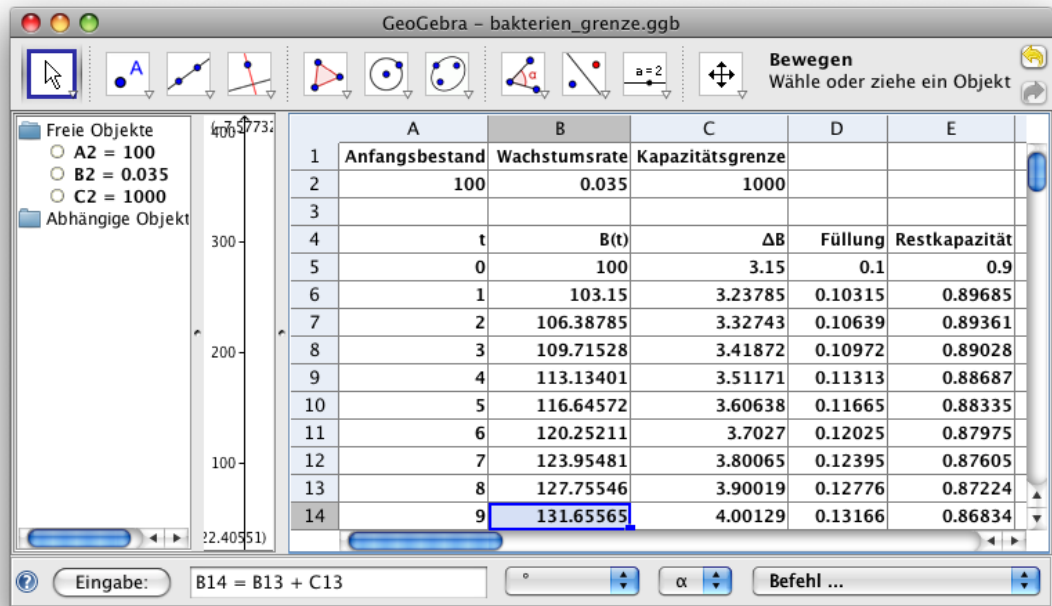 GeoGebra – bakterien_grenze.ggb
A
α
a=2
Bewegen
Wähle oder ziehe ein Objekt
Freie Objekte
A2 = 100
B2 = 0.035
C2 = 1000
Abhängige Objekt
400
300
200
100
22.40551)
A B C D E
1 Anfangsbestand Wachstumsrate Kapazitätsgrenze
2 100 0.035 1000
3
4 t B(t) ΔB Füllung Restkapazität
5 0 100 3.15 0.1 0.9
6 1 103.15 3.23785 0.10315 0.89685
7 2 106.38785 3.32743 0.10639 0.89361
8 3 109.71528 3.41872 0.10972 0.89028
9 4 113.13401 3.51171 0.11313 0.88687
10 5 116.64572 3.60638 0.11665 0.88335
11 6 120.25211 3.7027 0.12025 0.87975
12 7 123.95481 3.80065 0.12395 0.87605
13 8 127.75546 3.90019 0.12776 0.87224
14 9 131.65565 4.00129 0.13166 0.86834
? Eingabe: B14 = B13 + C13 ° α Befehl ...